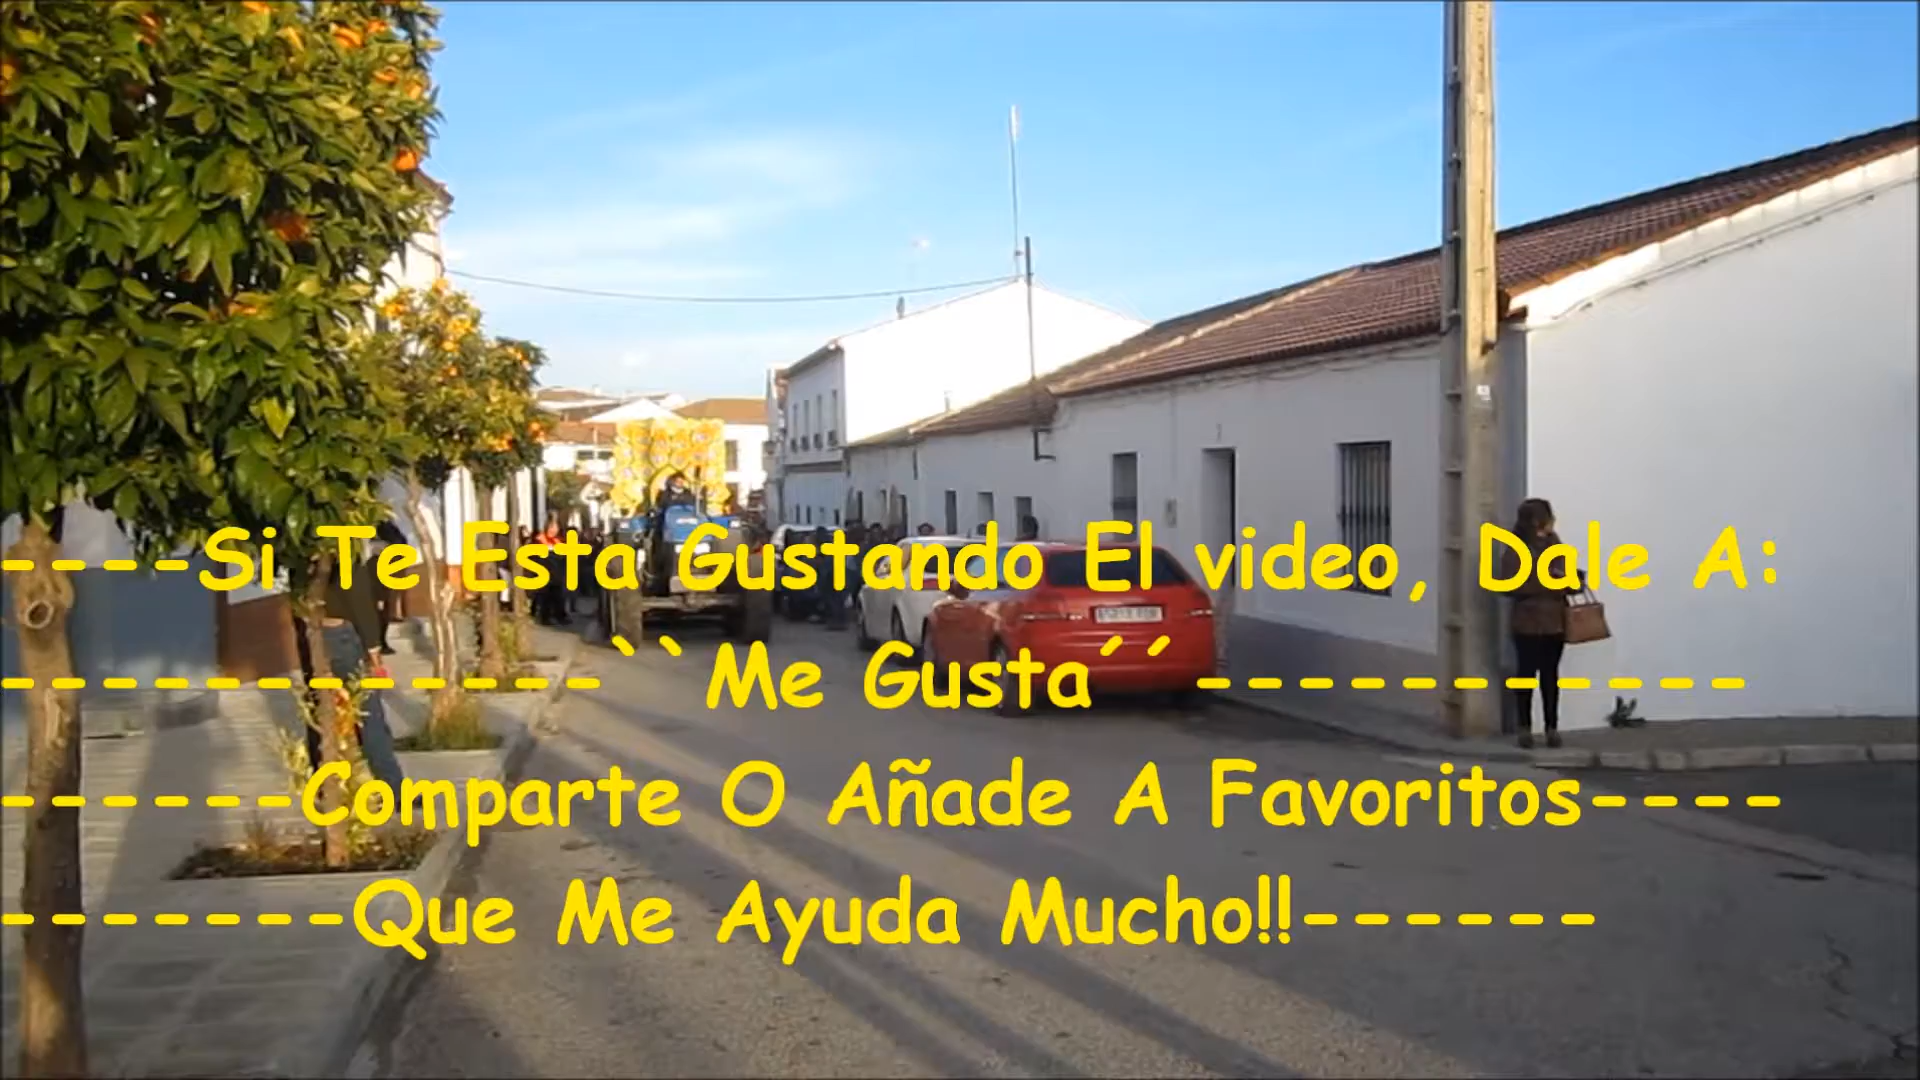 ----Si Te Esta Gustando El video, Dale A:
-------------``Me Gusta´´------------
------Comparte O Añade A Favoritos----
-------Que Me Ayuda Mucho!!------